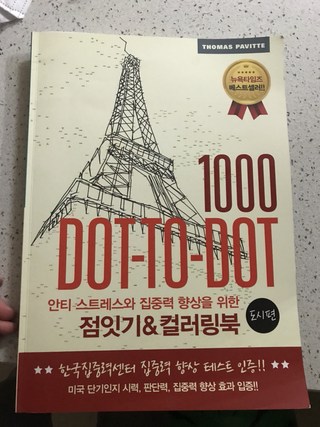 THOMAS PAVITTE
뉴욕타임즈
베스트셀러!!
1000
DOT-TO-DOT
안티 스트레스와 집중력 향상을 위한
점잇기&컬러링북
도시편
★★ 한국집중력센터 집중력 향상 테스트 인증!! ★★
미국 단기인지 시력, 판단력, 집중력 향상 효과 입증!!